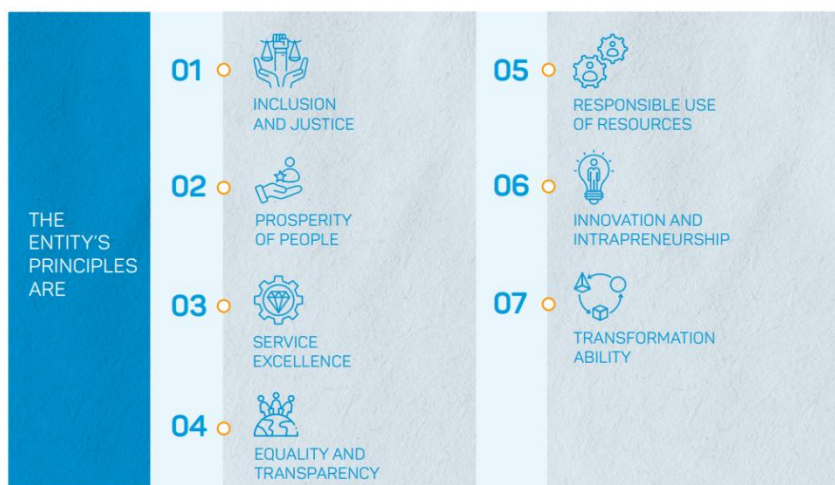 THE
ENTITY'S
PRINCIPLES
ARE
01
INCLUSION
AND JUSTICE
02
PROSPERITY
OF PEOPLE
03
SERVICE
EXCELLENCE
04
EQUALITY AND
TRANSPARENCY
05
RESPONSIBLE USE
OF RESOURCES
06
INNOVATION AND
INTRAPRENEURSHIP
07
TRANSFORMATION
ABILITY